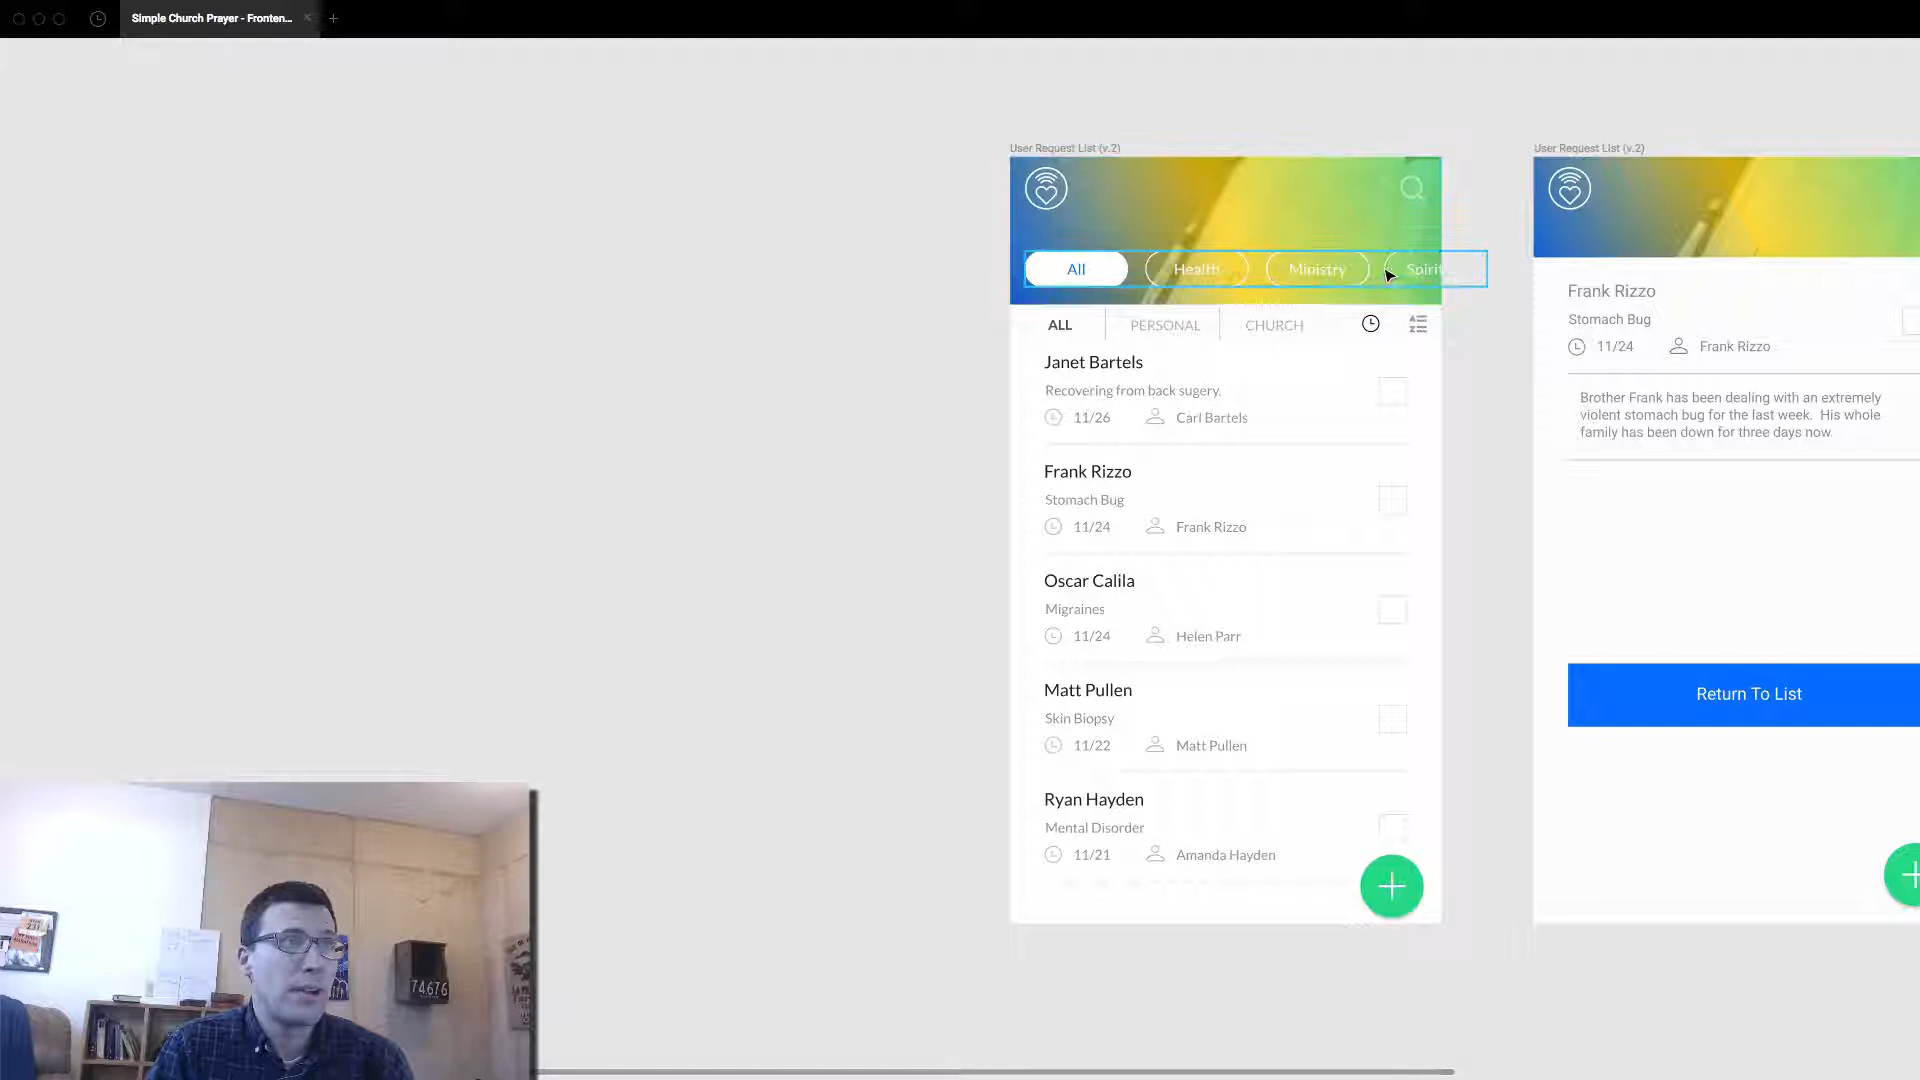 Simple Church Prayer - Fronten...
User Request List (v.2)
All
Health
Ministry
Spirit
ALL
PERSONAL
CHURCH
Janet Bartels
Recovering from back sugery.
11/26
Carl Bartels
Frank Rizzo
Stomach Bug
11/24
Frank Rizzo
Oscar Calila
Migraines
11/24
Helen Parr
Matt Pullen
Skin Biopsy
11/22
Matt Pullen
Ryan Hayden
Mental Disorder
11/21
Amanda Hayden
User Request List (v.2)
Frank Rizzo
Stomach Bug
11/24
Frank Rizzo
Brother Frank has been dealing with an extremely
violent stomach bug for the last week. His whole
family has been down for three days now.
Return To List
74,676